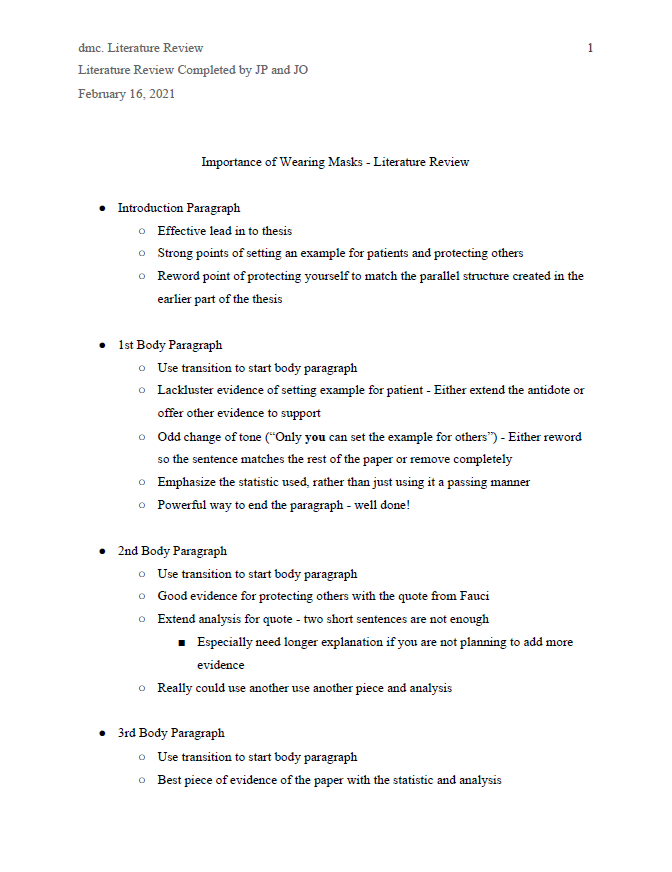 dmc. Literature Review 1
Literature Review Completed by JP and JO
February 16, 2021
Importance of Wearing Masks - Literature Review
● Introduction Paragraph
○ Effective lead in to thesis
○ Strong points of setting an example for patients and protecting others
○ Reword point of protecting yourself to match the parallel structure created in the
earlier part of the thesis
● 1st Body Paragraph
○ Use transition to start body paragraph
○ Lackluster evidence of setting example for patient - Either extend the antidote or
offer other evidence to support
○ Odd change of tone (“Only you can set the example for others”) - Either reword
so the sentence matches the rest of the paper or remove completely
○ Emphasize the statistic used, rather than just using it a passing manner
○ Powerful way to end the paragraph - well done!
● 2nd Body Paragraph
○ Use transition to start body paragraph
○ Good evidence for protecting others with the quote from Fauci
○ Extend analysis for quote - two short sentences are not enough
■ Especially need longer explanation if you are not planning to add more
evidence
○ Really could use another use another piece and analysis
● 3rd Body Paragraph
○ Use transition to start body paragraph
○ Best piece of evidence of the paper with the statistic and analysis